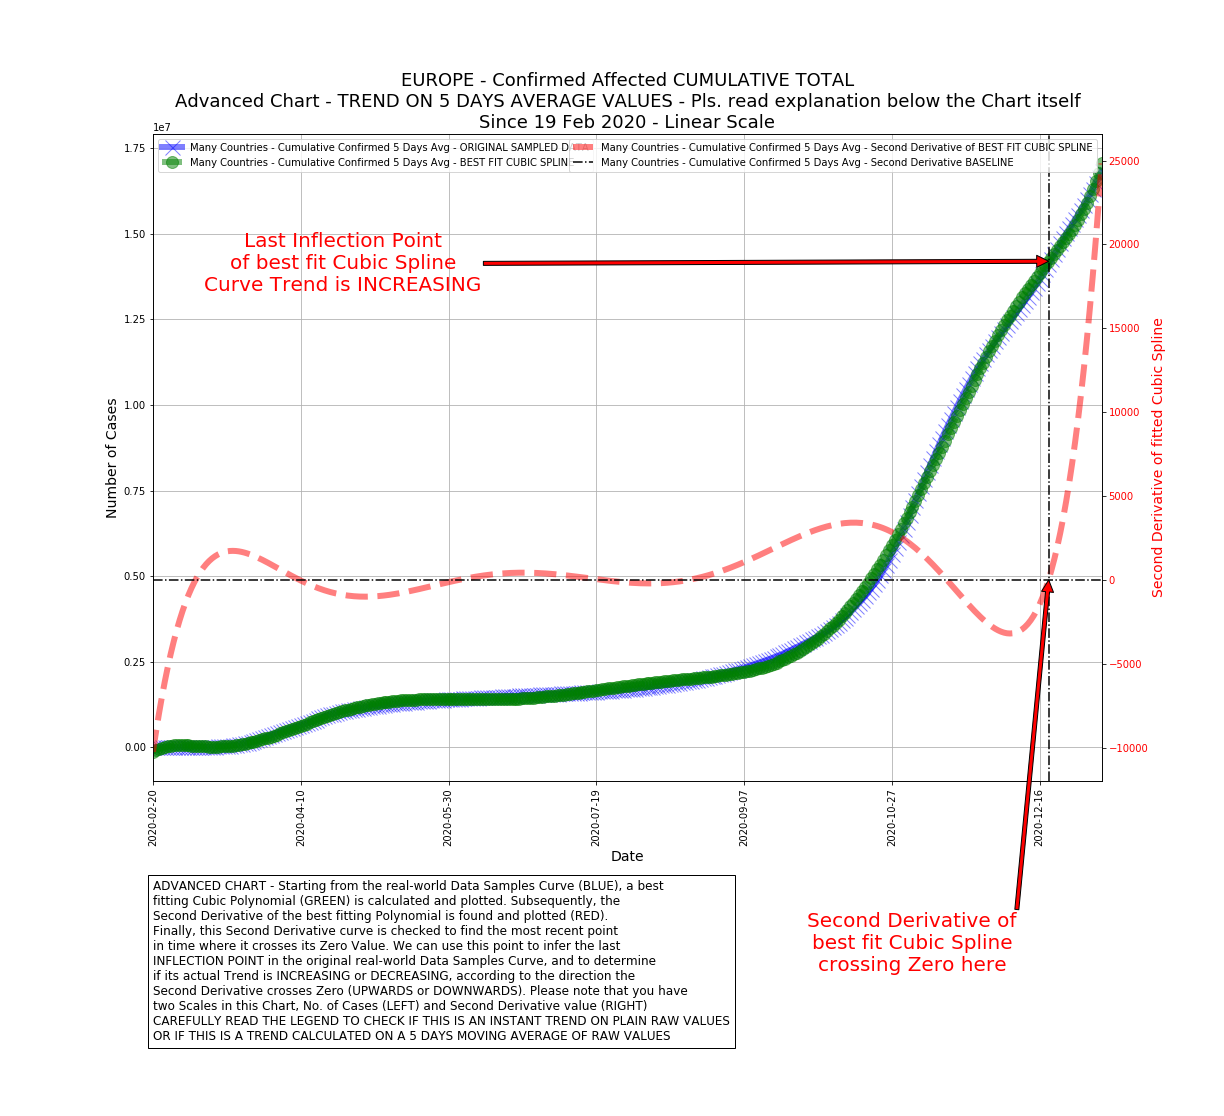 EUROPE - Confirmed Affected CUMULATIVE TOTAL
Advanced Chart - TREND ON 5 DAYS AVERAGE VALUES - Pls. read explanation below the Chart itself
Since 19 Feb 2020 - Linear Scale
1e7
Many Countries - Cumulative Confirmed 5 Days Avg - ORIGINAL SAMPLED DATA
Many Countries - Cumulative Confirmed 5 Days Avg - BEST FIT CUBIC SPLINE
Many Countries - Cumulative Confirmed 5 Days Avg - Second Derivative of BEST FIT CUBIC SPLINE
Many Countries - Cumulative Confirmed 5 Days Avg - Second Derivative BASELINE
Last Inflection Point
of best fit Cubic Spline
Curve Trend is INCREASING
1.75
1.50
1.25
1.00
0.75
0.50
0.25
0.00
Number of Cases
25000
20000
15000
10000
5000
0
−5000
−10000
Second Derivative of fitted Cubic Spline
2020-02-20
2020-04-10
2020-05-30
2020-07-19
2020-09-07
2020-10-27
2020-12-16
Date
Second Derivative of
best fit Cubic Spline
crossing Zero here
ADVANCED CHART - Starting from the real-world Data Samples Curve (BLUE), a best
fitting Cubic Polynomial (GREEN) is calculated and plotted. Subsequently, the
Second Derivative of the best fitting Polynomial is found and plotted (RED).
Finally, this Second Derivative curve is checked to find the most recent point
in time where it crosses its Zero Value. We can use this point to infer the last
INFLECTION POINT in the original real-world Data Samples Curve, and to determine
if its actual Trend is INCREASING or DECREASING, according to the direction the
Second Derivative crosses Zero (UPWARDS or DOWNWARDS). Please note that you have
two Scales in this Chart, No. of Cases (LEFT) and Second Derivative value (RIGHT)
CAREFULLY READ THE LEGEND TO CHECK IF THIS IS AN INSTANT TREND ON PLAIN RAW VALUES
OR IF THIS IS A TREND CALCULATED ON A 5 DAYS MOVING AVERAGE OF RAW VALUES